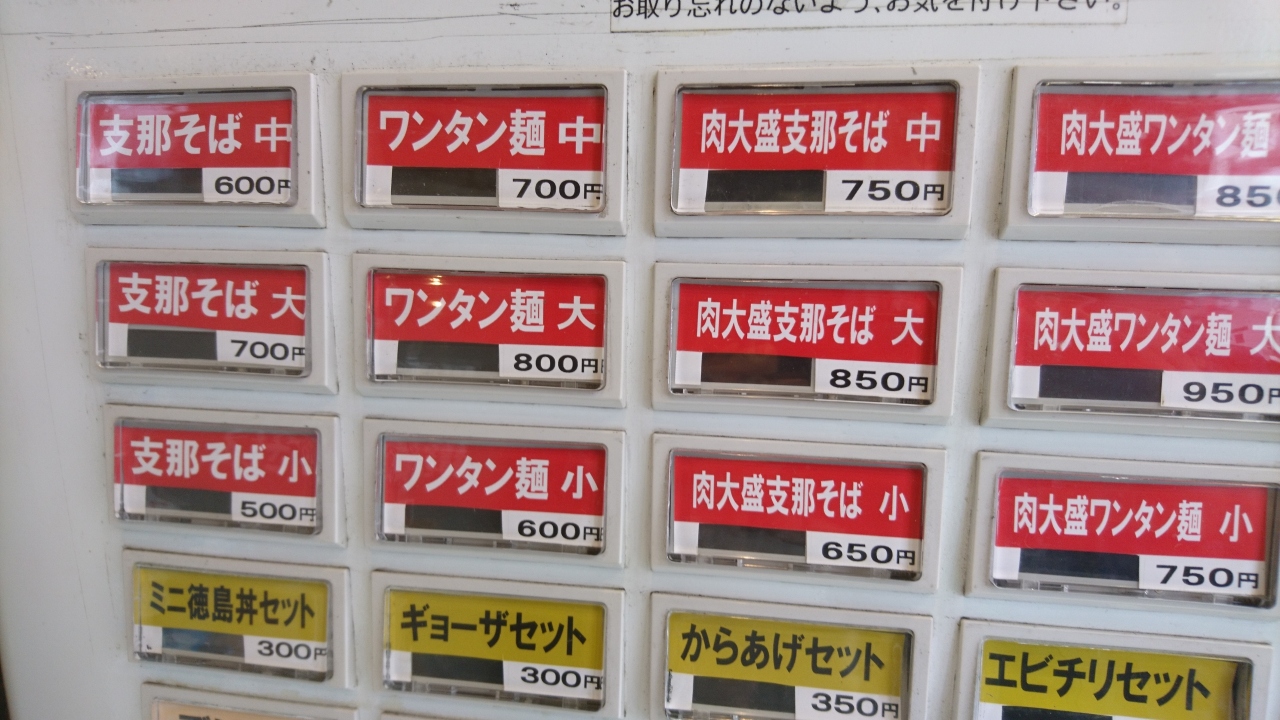 お取り忘れのないよう、お気を付け下さい。
支那そば 中
600円
ワンタン麺 中
700円
肉大盛支那そば 中
750円
肉大盛ワンタン麺
850
支那そば 大
700円
ワンタン麺 大
800円
肉大盛支那そば 大
850円
肉大盛ワンタン麺 大
950円
支那そば 小
500円
ワンタン麺 小
600円
肉大盛支那そば 小
650円
肉大盛ワンタン麺 小
750円
ミニ徳島丼セット
300円
ギョーザセット
300円
からあげセット
350円
エビチリセット